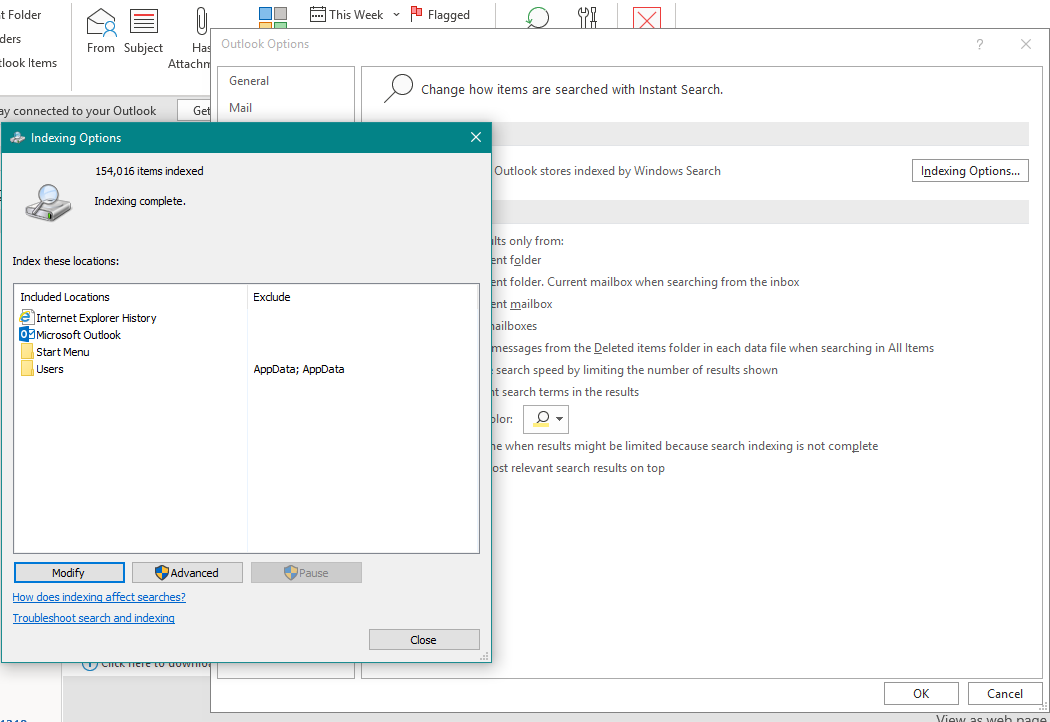 t Folder
ders
tlook Items
From
Subject
Has
Attachm
This Week
Flagged
ay connected to your Outlook
Get
Outlook Options
?
General
Mail
Change how items are searched with Instant Search.
Outlook stores indexed by Windows Search
Indexing Options...
lts only from:
ent folder
ent folder. Current mailbox when searching from the inbox
ent mailbox
nailboxes
messages from the Deleted items folder in each data file when searching in All Items
e search speed by limiting the number of results shown
nt search terms in the results
olor:
ne when results might be limited because search indexing is not complete
ost relevant search results on top
OK
Cancel
Indexing Options
154,016 items indexed
Indexing complete.
Index these locations:
Included Locations
Exclude
Internet Explorer History
Microsoft Outlook
Start Menu
Users
AppData; AppData
Modify
Advanced
Pause
How does indexing affect searches?
Troubleshoot search and indexing
Close
Click here to downloa
View as web page